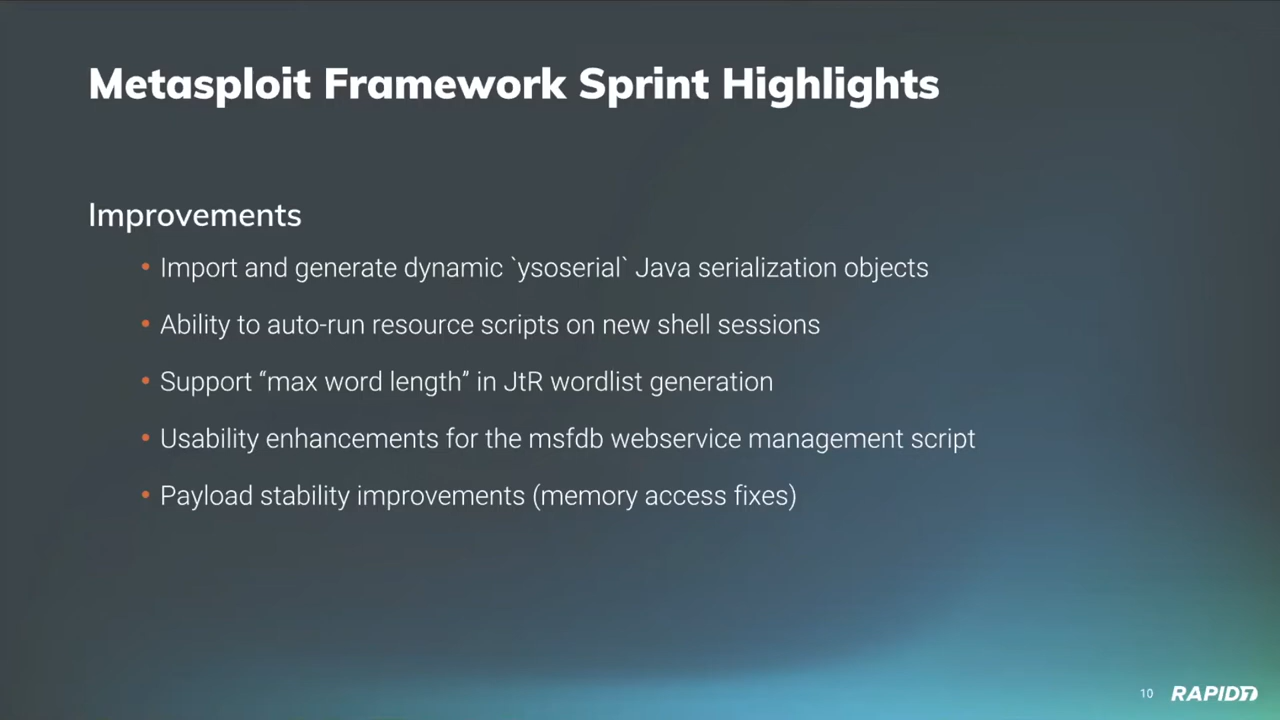 Metasploit Framework Sprint Highlights
Improvements
• Import and generate dynamic `ysoserial` Java serialization objects
• Ability to auto-run resource scripts on new shell sessions
• Support “max word length” in JtR wordlist generation
• Usability enhancements for the msfdb webservice management script
• Payload stability improvements (memory access fixes)
10 RAPID7